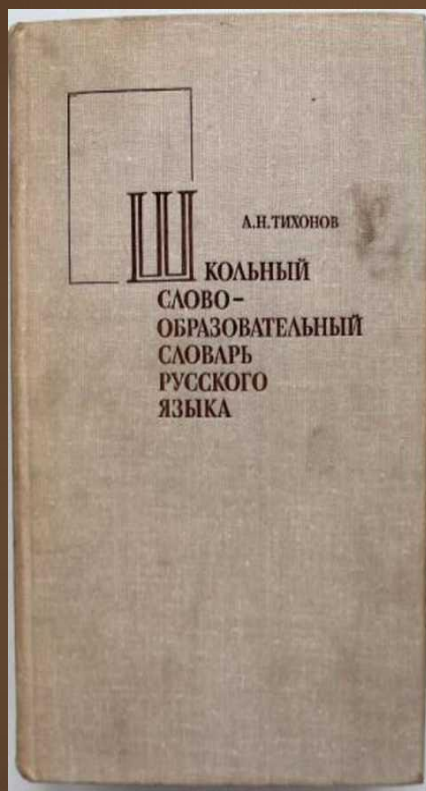 А.Н.ТИХОНОВ
ШКОЛЬНЫЙ
СЛОВО-
ОБРАЗОВАТЕЛЬНЫЙ
СЛОВАРЬ
РУССКОГО
ЯЗЫКА